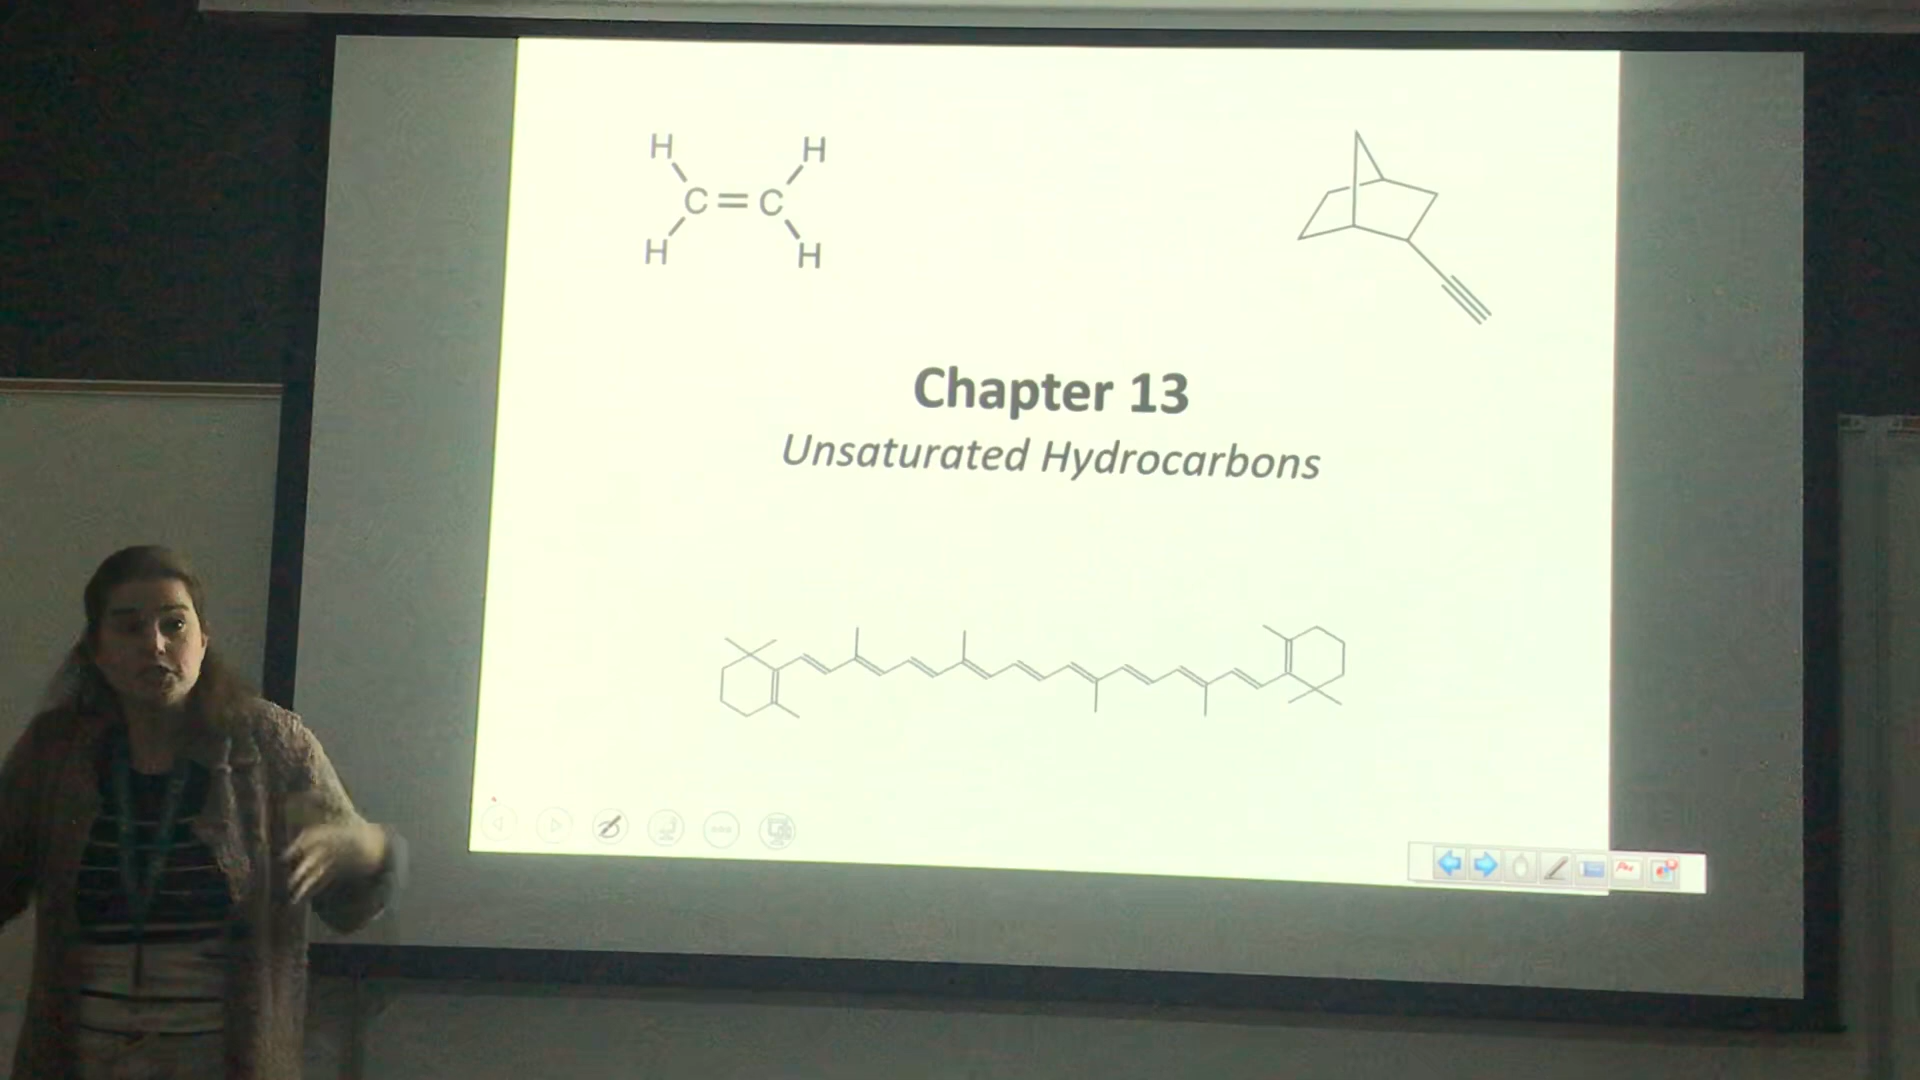 H H
C=C
H H
Chapter 13
Unsaturated Hydrocarbons